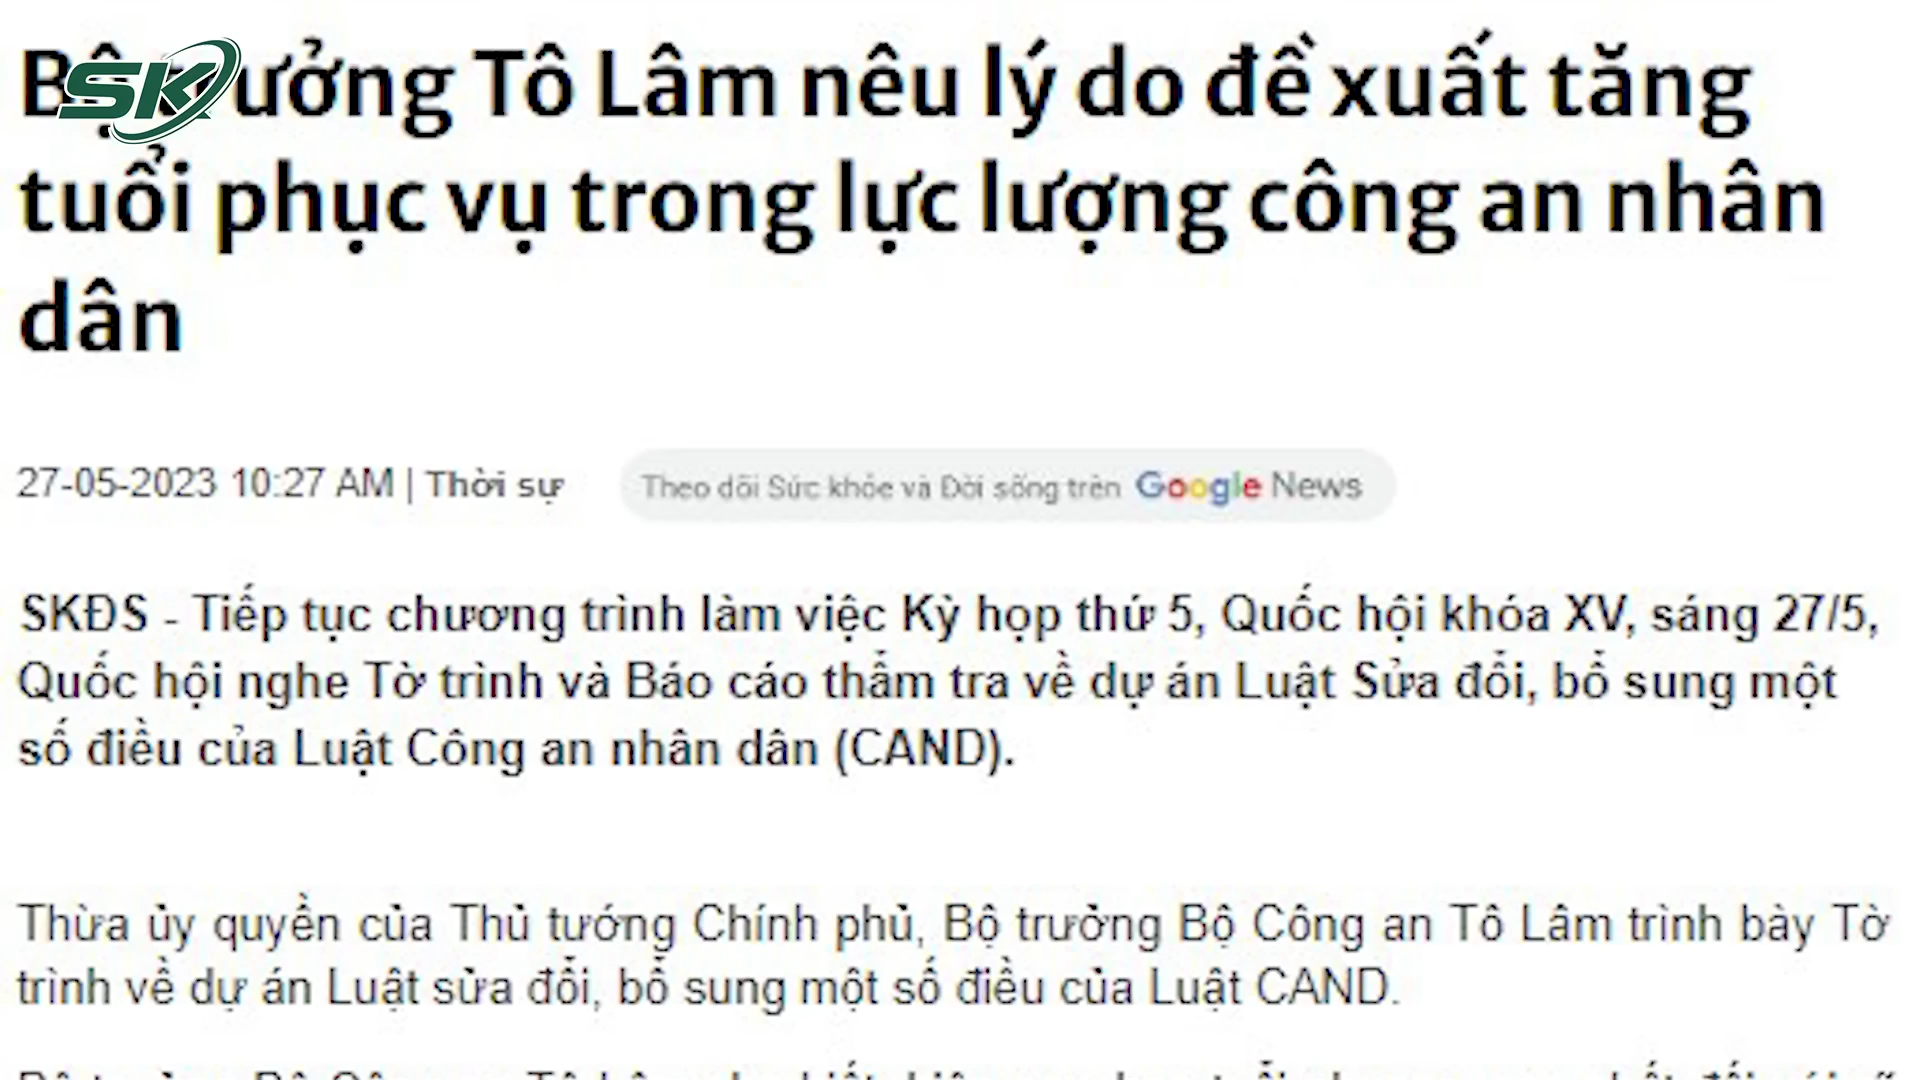 SK
Bộ trưởng Tô Lâm nêu lý do đề xuất tăng
tuổi phục vụ trong lực lượng công an nhân
dân
27-05-2023 10:27 AM | Thời sự
Theo dõi Sức khỏe và Đời sống trên Google News
SKĐS - Tiếp tục chương trình làm việc Kỳ họp thứ 5, Quốc hội khóa XV, sáng 27/5,
Quốc hội nghe Tờ trình và Báo cáo thẩm tra về dự án Luật Sửa đổi, bổ sung một
số điều của Luật Công an nhân dân (CAND).
Thừa ủy quyền của Thủ tướng Chính phủ, Bộ trưởng Bộ Công an Tô Lâm trình bày Tờ
trình về dự án Luật sửa đổi, bổ sung một số điều của Luật CAND.